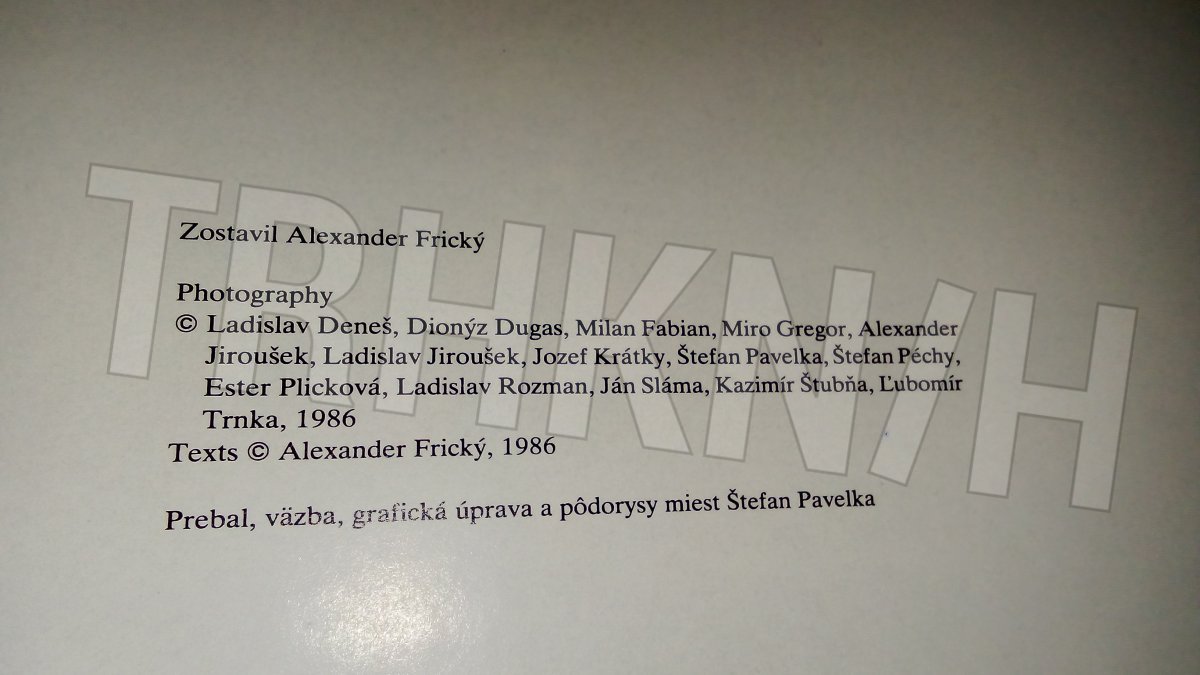 Zostavil Alexander Frický
Photography
© Ladislav Deneš, Dionýz Dugas, Milan Fabian, Miro Gregor, Alexander
Jiroušek, Ladislav Jiroušek, Jozef Krátky, Štefan Pavelka, Štefan Péchy,
Ester Plicková, Ladislav Rozman, Ján Sláma, Kazimír Štubňa, Ľubomír
Trnka, 1986
Texts © Alexander Frický, 1986
Prebal, väzba, grafická úprava a pôdorysy miest Štefan Pavelka
TRHKNIH